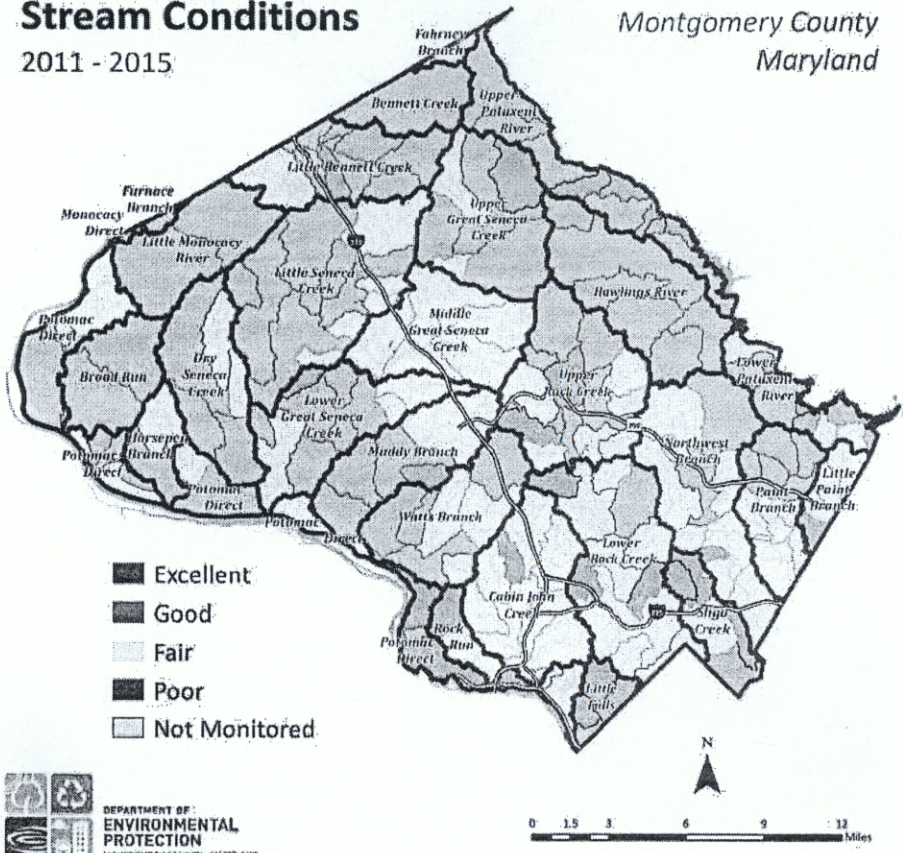 Stream Conditions
2011 - 2015
Montgomery County
Maryland
Fahrney
Branch
Bennett Creek
Upper
Patuxent
River
Little Bennett Creek
Furnace
Branch
Monocacy
Direct
Little Monocacy
River
Upper
Great Seneca
Creek
Little Seneca
Creek
Hawlings River
Potomac
Direct
Middle
Great Seneca
Creek
Broad Run
Dry
Seneca
Creek
Lower
Great Seneca
Creek
Upper
Rock Creek
Lower
Patuxent
River
Horsepen
Branch
Potomac
Direct
Muddy Branch
Northwest
Branch
Potomac
Direct
Watts Branch
Paint
Branch
Little
Paint
Branch
Potomac
Direct
Lower
Rock Creek
Cabin John
Creek
Sligo
Creek
Potomac
Direct
Rock
Run
Little
Falls
Excellent
Good
Fair
Poor
Not Monitored
N
0 1.5 3 6 9 12
Miles
DEPARTMENT OF
ENVIRONMENTAL
PROTECTION